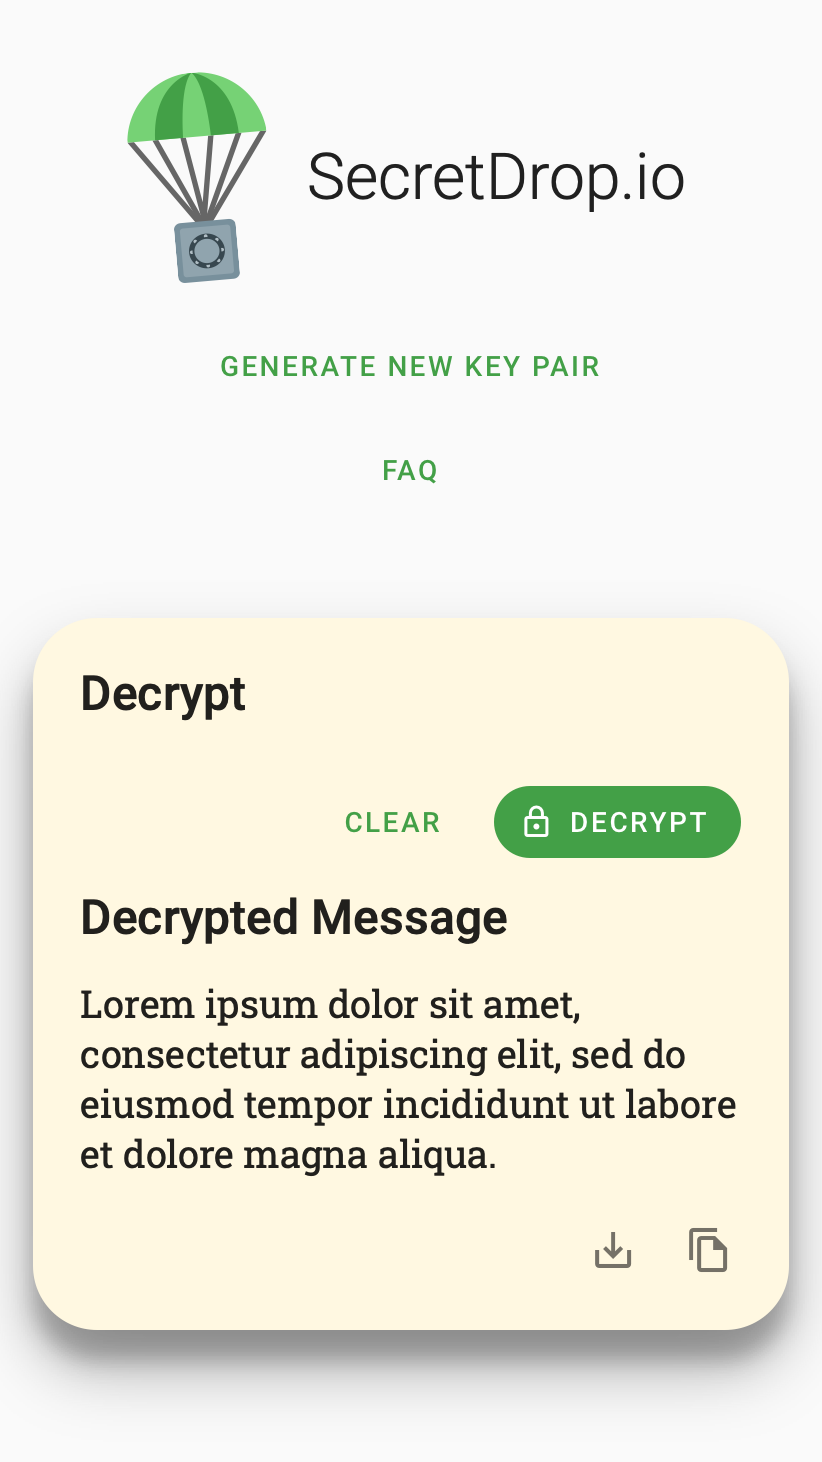 SecretDrop.io
GENERATE NEW KEY PAIR
FAQ
Decrypt
CLEAR
DECRYPT
Decrypted Message
Lorem ipsum dolor sit amet,
consectetur adipiscing elit, sed do
eiusmod tempor incididunt ut labore
et dolore magna aliqua.